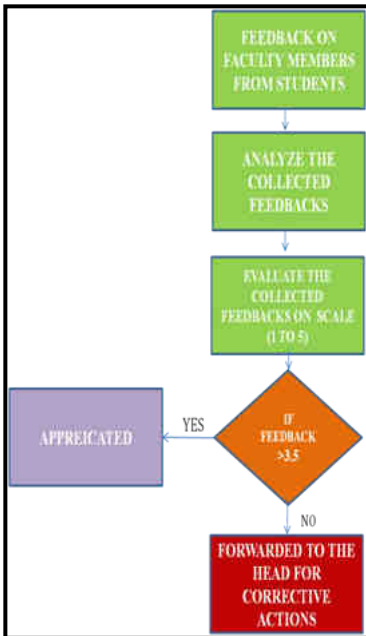 FEEDBACK ON
FACULTY MEMBERS
FROM STUDENTS
ANALYZE THE
COLLECTED
FEEDBACKS
EVALUATE THE
COLLECTED
FEEDBACKS ON SCALE
(1 TO 5)
IF
FEEDBACK
>3.5
YES
APPREICATED
NO
FORWARDED TO THE
HEAD FOR
CORRECTIVE
ACTIONS